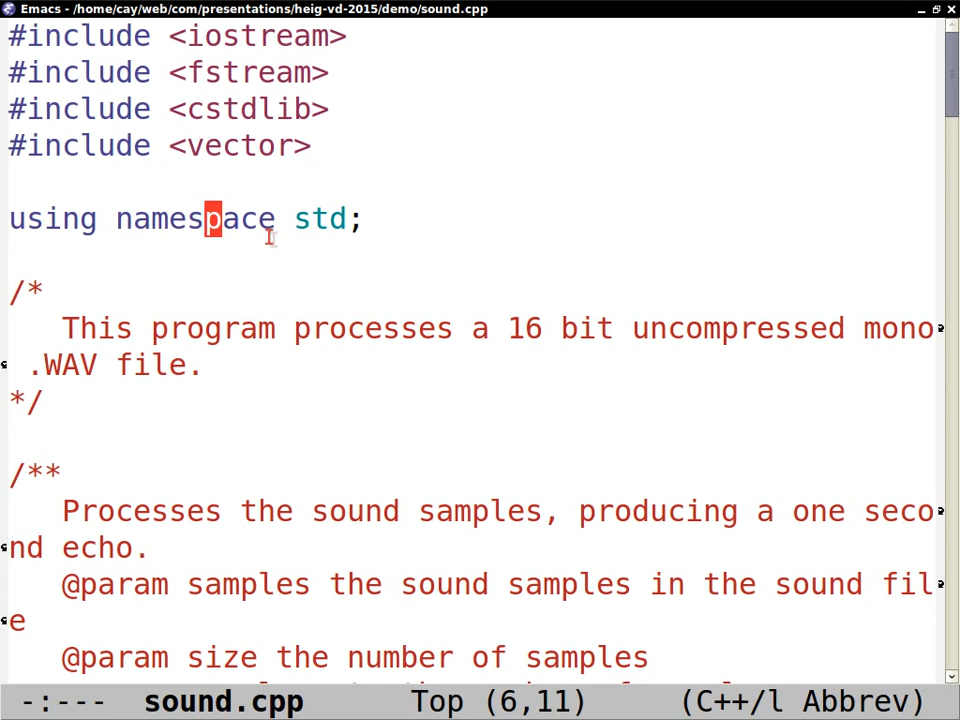 Emacs - /home/cay/web/com/presentations/heig-vd-2015/demo/sound.cpp
#include <iostream>
#include <fstream>
#include <cstdlib>
#include <vector>
using namespace std;
/*
This program processes a 16 bit uncompressed mono
.WAV file.
*/
/**
Processes the sound samples, producing a one seco
nd echo.
@param samples the sound samples in the sound fil
e
@param size the number of samples
-:--- sound.cpp Top (6,11) (C++/l Abbrev)